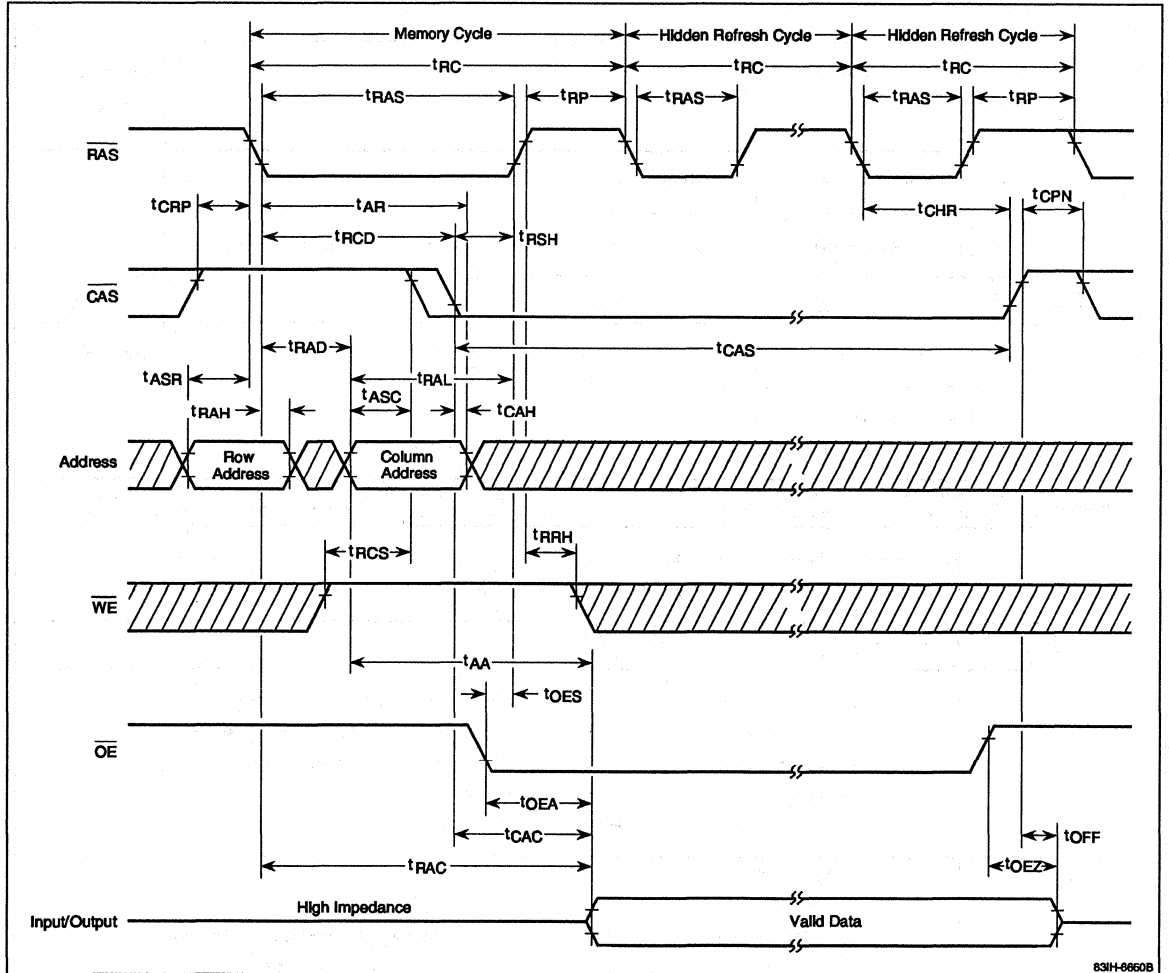 Memory Cycle Hidden Refresh Cycle Hidden Refresh Cycle
tRC tRC tRC
tRAS tRP tRAS tRAS tRP
RAS
tCRP tAR tCHR tCPN
tRCD tRSH
CAS
tRAD tCAS
tASR tRAL
tASC
tRAH tCAH
Address Row Address Column Address
tRCS tRRH
WE
tAA
tOES
OE
tOEA
tCAC tOFF
tRAC tOEZ
High Impedance
Input/Output Valid Data
83IH-6650B